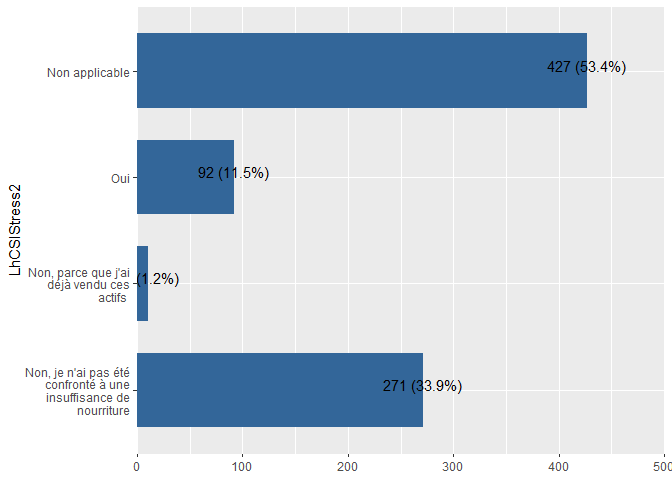 LhCSIStress2
Non applicable
427 (53.4%)
Oui
92 (11.5%)
Non, parce que j'ai
déjà vendu ces
actifs
(1.2%)
Non, je n'ai pas été
confronté à une
insuffisance de
nourriture
271 (33.9%)
0
100
200
300
400
500